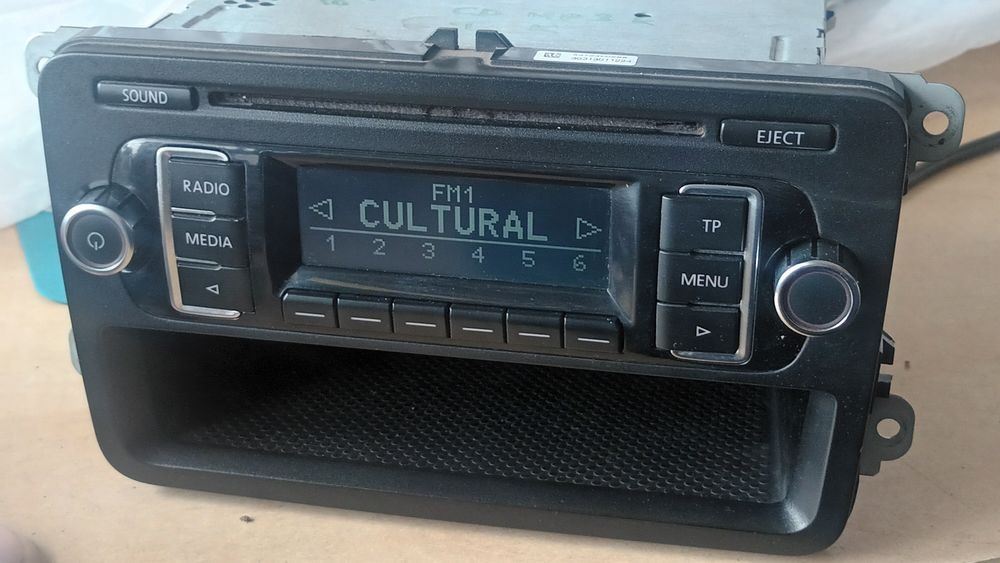 SOUND
EJECT
RADIO
MEDIA
FM1
CULTURAL
1 2 3 4 5 6
TP
MENU